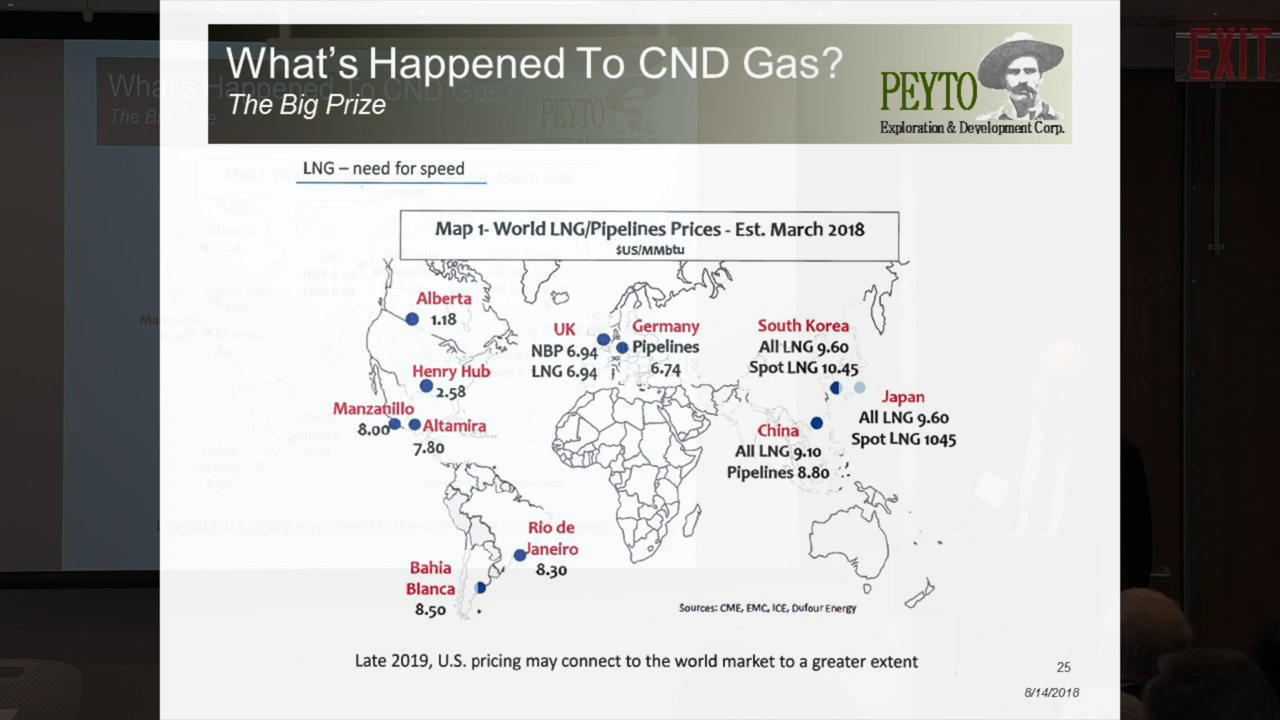 What's Happened To CND Gas?
The Big Prize
PEYTO
Exploration & Development Corp.
EXIT
LNG – need for speed
Map 1- World LNG/Pipelines Prices - Est. March 2018
$US/MMbtu
Alberta
1.18
Henry Hub
2.58
Manzanillo
8.00
Altamira
7.80
UK
NBP 6.94
LNG 6.94
Germany
Pipelines
6.74
South Korea
All LNG 9.60
Spot LNG 10.45
Japan
All LNG 9.60
Spot LNG 1045
China
All LNG 9.10
Pipelines 8.80
Rio de
Janeiro
8.30
Bahia
Blanca
8.50
Sources: CME, EMC, ICE, Dufour Energy
Late 2019, U.S. pricing may connect to the world market to a greater extent
25
8/14/2018